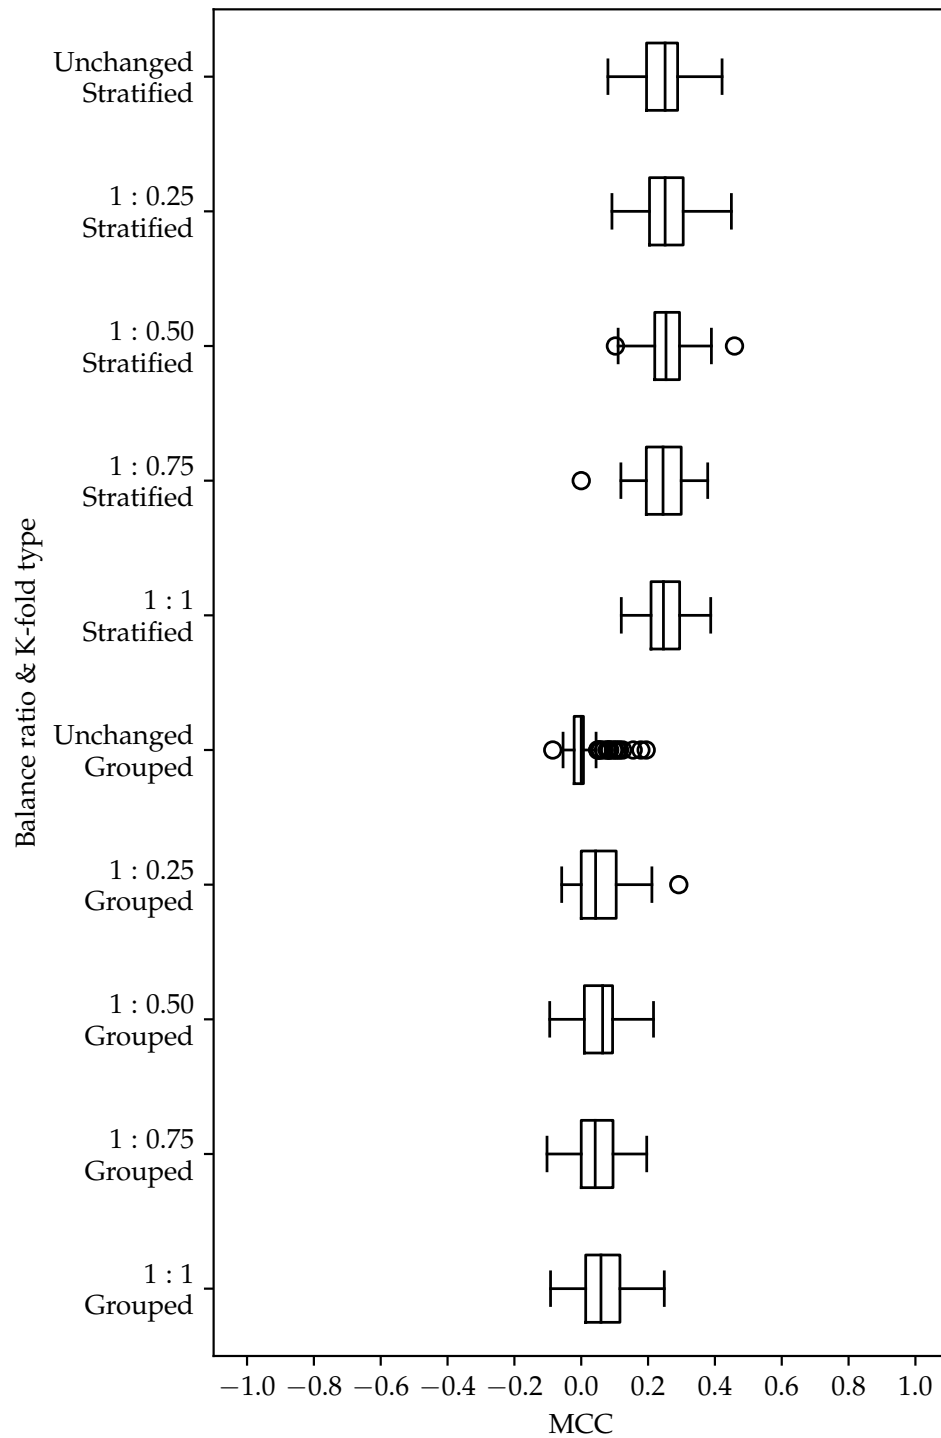 Unchanged
Stratified
1 : 0.25
Stratified
1 : 0.50
Stratified
1 : 0.75
Stratified
1 : 1
Stratified
Unchanged
Grouped
1 : 0.25
Grouped
1 : 0.50
Grouped
1 : 0.75
Grouped
1 : 1
Grouped
Balance ratio & K-fold type
−1.0 −0.8 −0.6 −0.4 −0.2 0.0 0.2 0.4 0.6 0.8 1.0
MCC